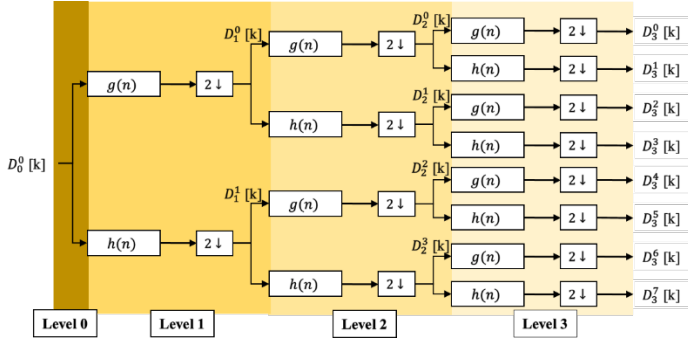 D_2^0 [k]
g(n) 2↓ D_3^0 [k]
D_1^0 [k]
g(n) 2↓
h(n) 2↓ D_3^1 [k]
g(n) 2↓
D_2^1 [k]
g(n) 2↓ D_3^2 [k]
h(n) 2↓
h(n) 2↓ D_3^3 [k]
D_0^0 [k]
D_2^2 [k]
g(n) 2↓ D_3^4 [k]
D_1^1 [k]
g(n) 2↓
h(n) 2↓ D_3^5 [k]
h(n) 2↓
D_2^3 [k]
g(n) 2↓ D_3^6 [k]
h(n) 2↓
h(n) 2↓ D_3^7 [k]
Level 0 Level 1 Level 2 Level 3